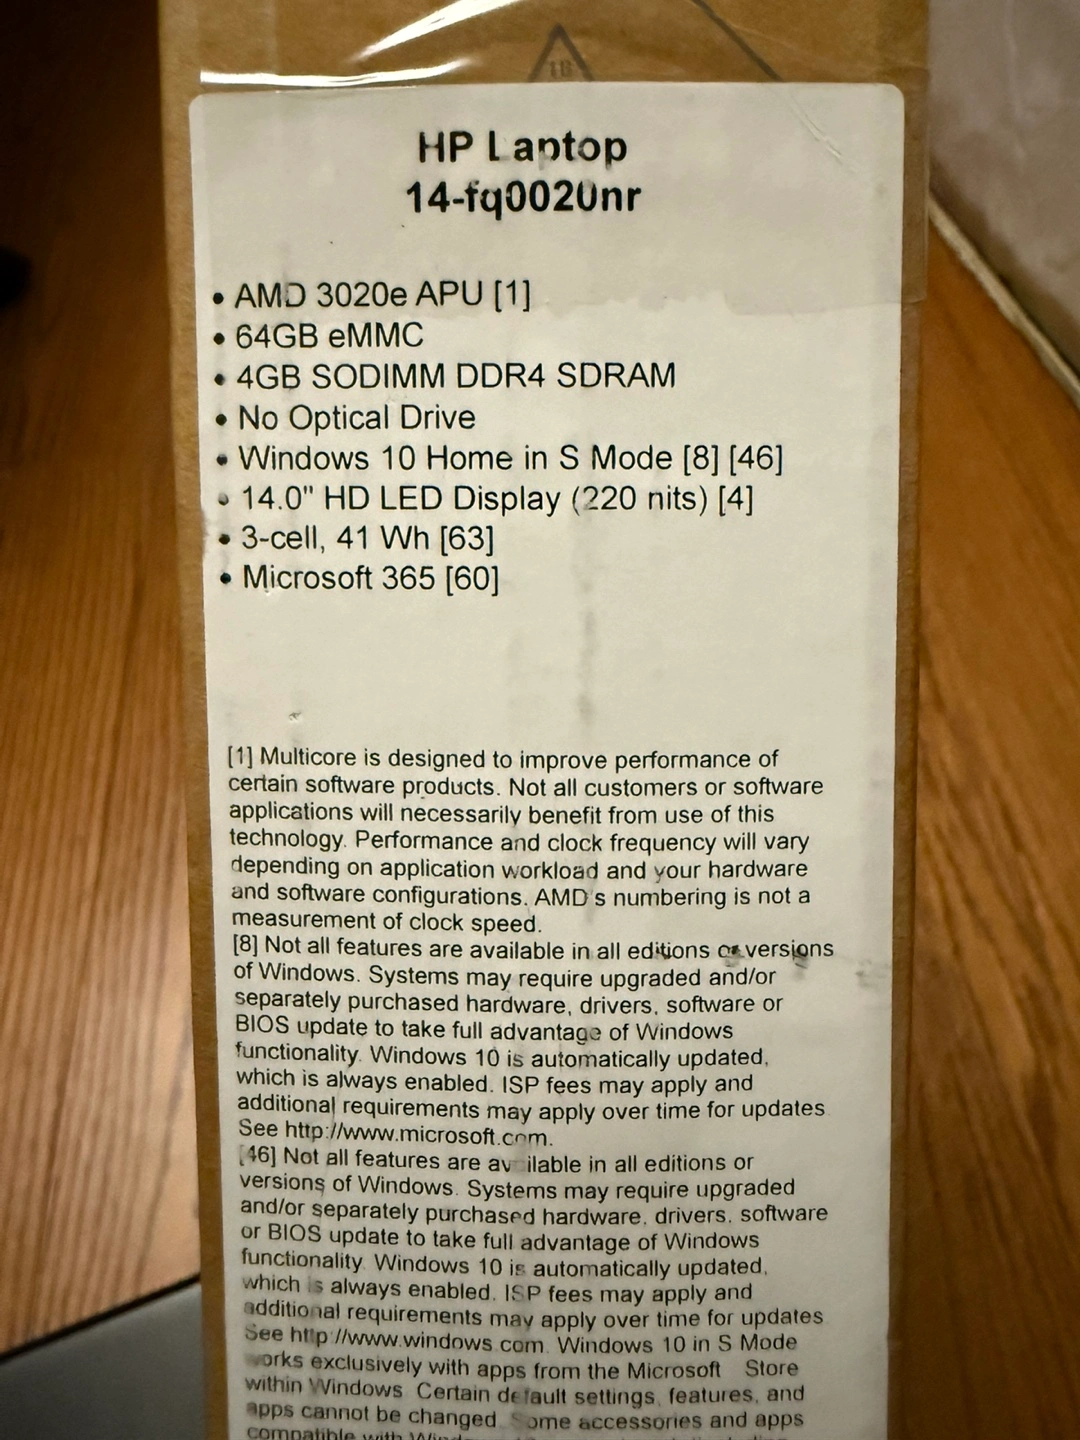 18
HP Laptop
14-fq0020nr
• AMD 3020e APU [1]
• 64GB eMMC
• 4GB SODIMM DDR4 SDRAM
• No Optical Drive
• Windows 10 Home in S Mode [8] [46]
• 14.0" HD LED Display (220 nits) [4]
• 3-cell, 41 Wh [63]
• Microsoft 365 [60]
[1] Multicore is designed to improve performance of
certain software products. Not all customers or software
applications will necessarily benefit from use of this
technology. Performance and clock frequency will vary
depending on application workload and your hardware
and software configurations. AMD's numbering is not a
measurement of clock speed.
[8] Not all features are available in all editions or versions
of Windows. Systems may require upgraded and/or
separately purchased hardware, drivers, software or
BIOS update to take full advantage of Windows
functionality. Windows 10 is automatically updated,
which is always enabled. ISP fees may apply and
additional requirements may apply over time for updates
See http://www.microsoft.com.
[46] Not all features are available in all editions or
versions of Windows. Systems may require upgraded
and/or separately purchased hardware, drivers, software
or BIOS update to take full advantage of Windows
functionality. Windows 10 is automatically updated,
which is always enabled. ISP fees may apply and
additional requirements may apply over time for updates
See http://www.windows.com. Windows 10 in S Mode
works exclusively with apps from the Microsoft Store
within Windows. Certain default settings, features, and
apps cannot be changed. Some accessories and apps
compatible with